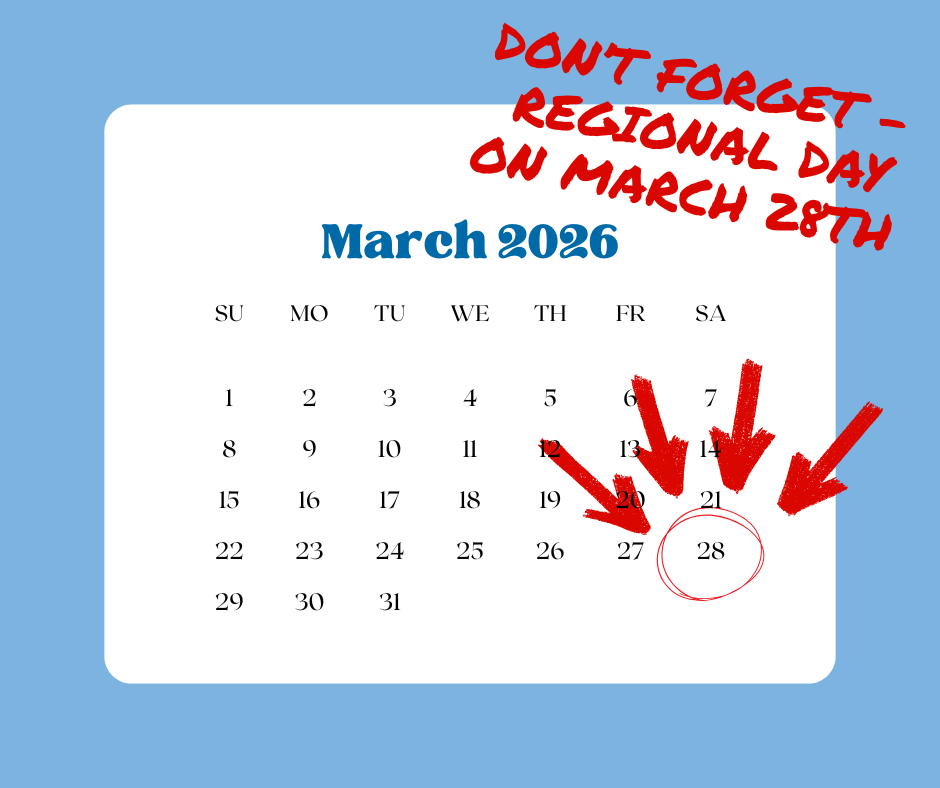 DON'T FORGET -
REGIONAL DAY
ON MARCH 28TH
March 2026
SU MO TU WE TH FR SA
1 2 3 4 5 6 7
8 9 10 11 12 13 14
15 16 17 18 19 20 21
22 23 24 25 26 27 28
29 30 31